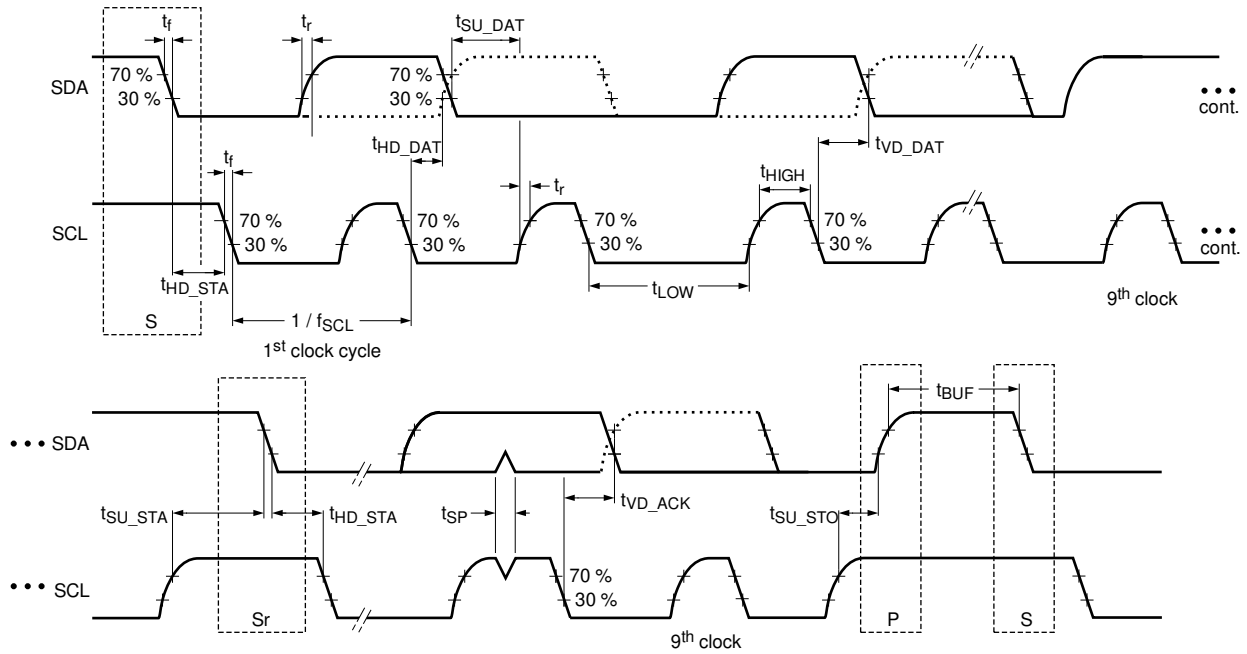 tf
tr
tSU_DAT
70 %
30 %
SDA
70 %
30 %
••• cont.
tHD_DAT
tVD_DAT
tf
tr
tHIGH
SCL
70 %
30 %
70 %
30 %
70 %
30 %
70 %
30 %
••• cont.
tHD_STA
tLOW
9th clock
S
1 / fSCL
1st clock cycle
tBUF
••• SDA
tSU_STA
tHD_STA
tSP
tVD_ACK
tSU_STO
••• SCL
70 %
30 %
Sr
9th clock
P
S